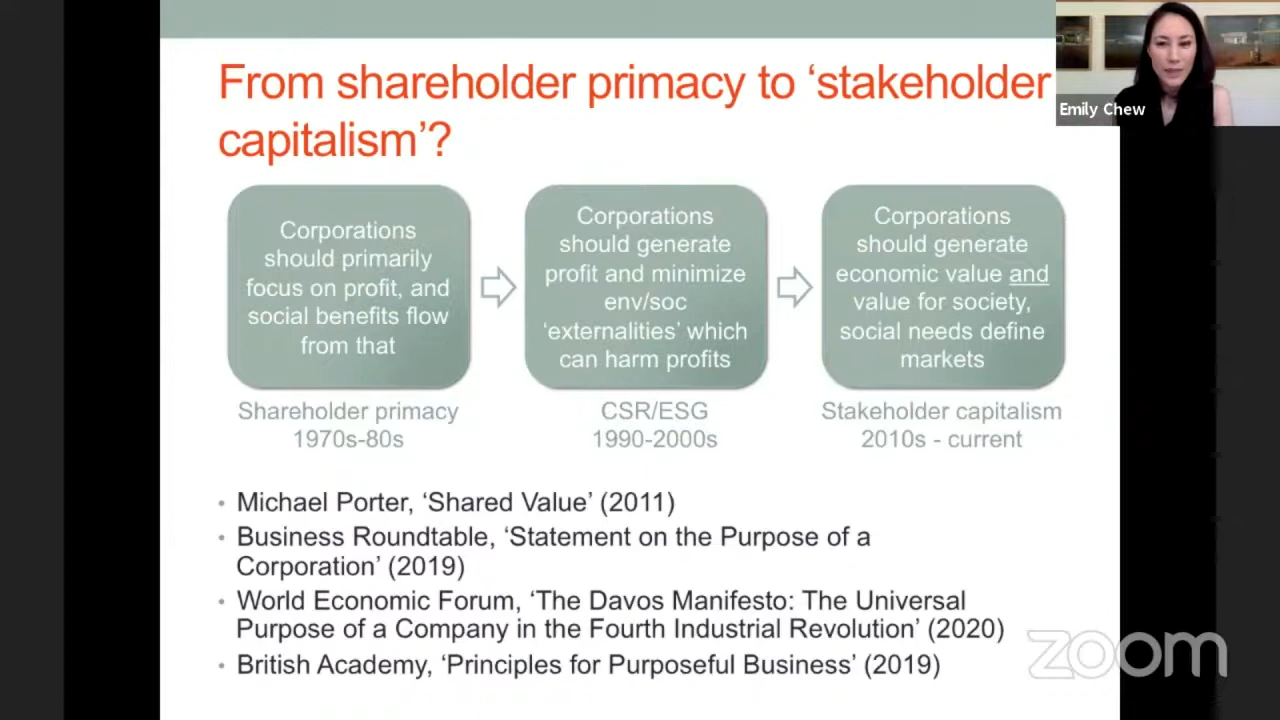 From shareholder primacy to ‘stakeholder
capitalism’?
Emily Chew
Corporations
should primarily
focus on profit, and
social benefits flow
from that
Corporations
should generate
profit and minimize
env/soc
‘externalities’ which
can harm profits
Corporations
should generate
economic value and
value for society,
social needs define
markets
Shareholder primacy
1970s-80s
CSR/ESG
1990-2000s
Stakeholder capitalism
2010s - current
• Michael Porter, ‘Shared Value’ (2011)
• Business Roundtable, ‘Statement on the Purpose of a
Corporation’ (2019)
• World Economic Forum, ‘The Davos Manifesto: The Universal
Purpose of a Company in the Fourth Industrial Revolution’ (2020)
• British Academy, ‘Principles for Purposeful Business’ (2019)
zoom